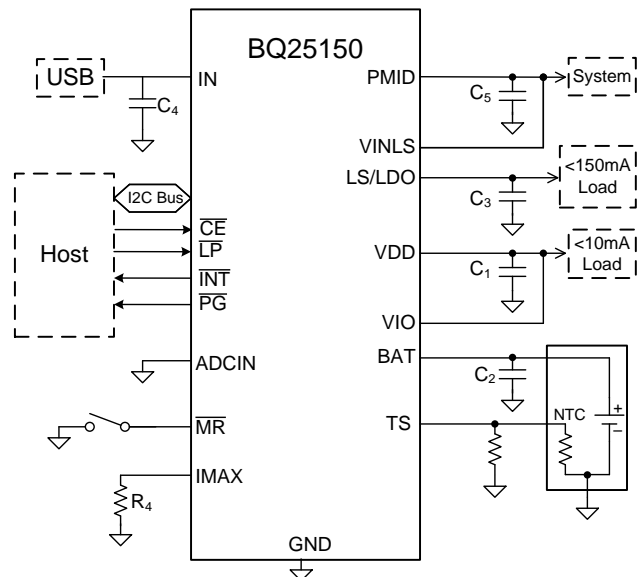 BQ25150
USB
IN
C4
I2C Bus
Host
CE
LP
INT
PG
ADCIN
MR
IMAX
R4
GND
PMID
C5
System
VINLS
LS/LDO
C3
<150mA
Load
VDD
C1
<10mA
Load
VIO
BAT
C2
TS
NTC
+
–